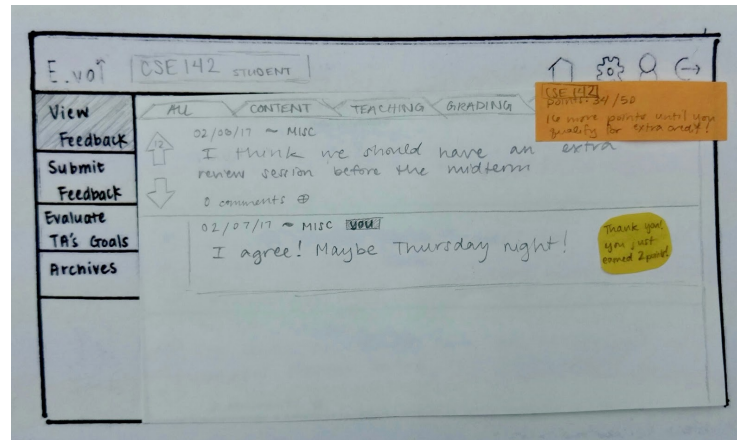 E.vol
CSE 142 STUDENT
CSE 142
points: 34/50
16 more points until you
qualify for extra credit!
View
Feedback
Submit
Feedback
Evaluate
TA's Goals
Archives
ALL CONTENT TEACHING GRADING
12
02/06/17 ~ MISC
I think we should have an extra
review session before the midterm
0 comments ⊕
02/07/17 ~ MISC you
I agree! Maybe Thursday night!
Thank you!
you just
earned 2 points!